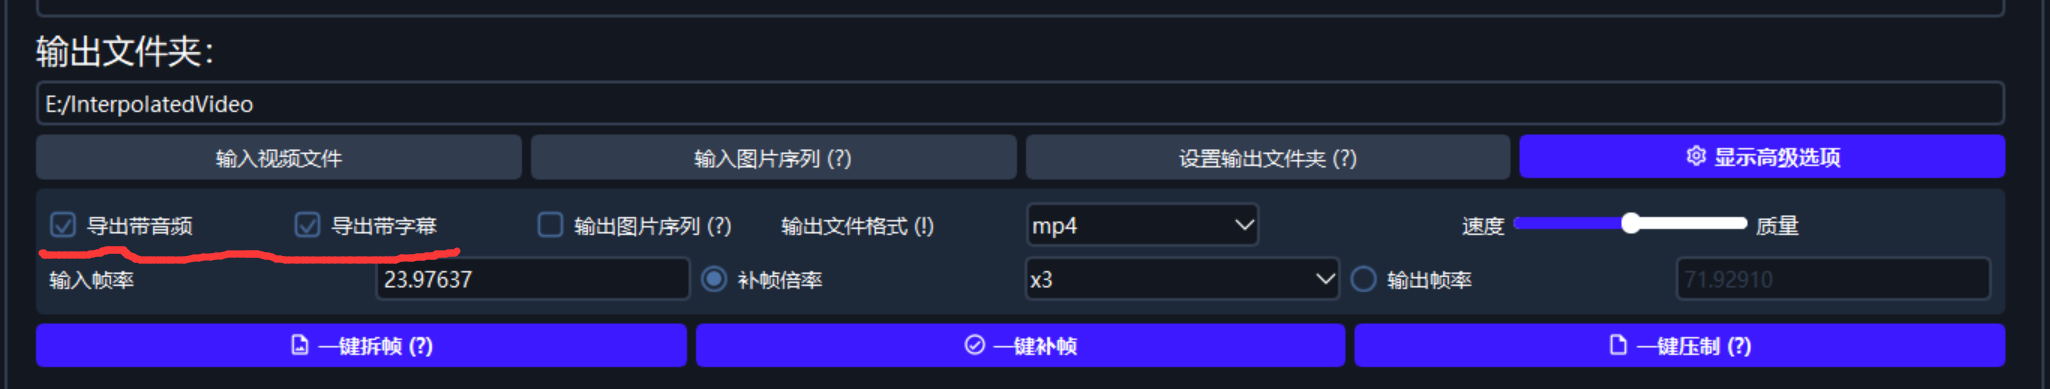 输出文件夹：
E:/InterpolatedVideo
输入视频文件 输入图片序列 (?) 设置输出文件夹 (?) 显示高级选项
导出带音频 导出带字幕 输出图片序列 (?) 输出文件格式 (!) mp4 速度 质量
输入帧率 23.97637 补帧倍率 x3 输出帧率 71.92910
一键拆帧 (?) 一键补帧 一键压制 (?)